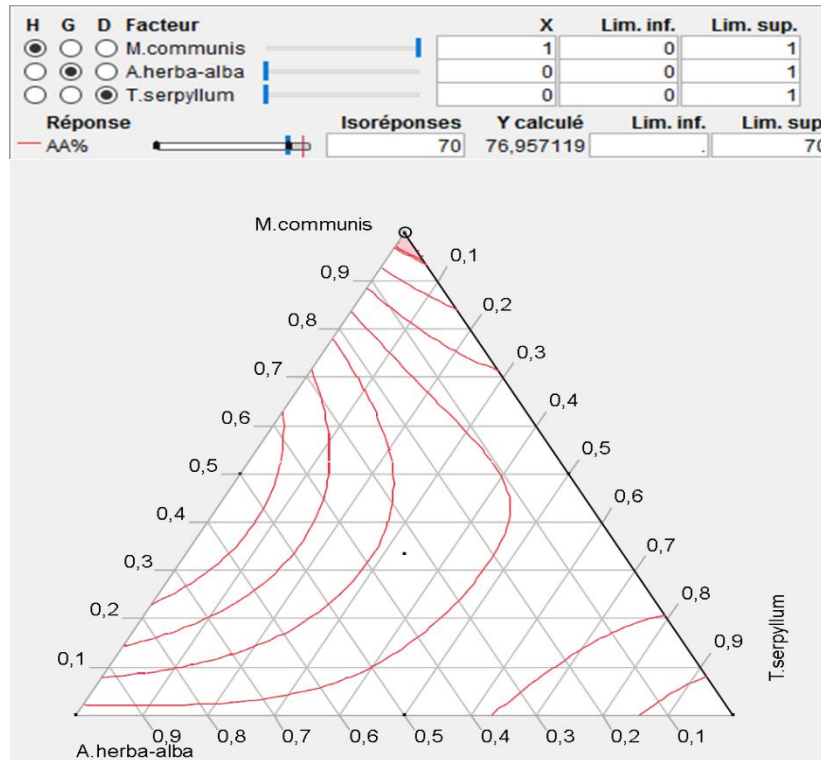 H G D Facteur X Lim. inf. Lim. sup.
M.communis 1 0 1
A.herba-alba 0 0 1
T.serpyllum 0 0 1
Réponse Isoréponses Y calculé Lim. inf. Lim. sup
AA% 70 76,957119 . 70
M.communis
0,9 0,1
0,8 0,2
0,7 0,3
0,6 0,4
0,5 0,5
0,4 0,6
0,3 0,7
0,2 0,8
0,1 0,9
T.serpyllum
0,9 0,8 0,7 0,6 0,5 0,4 0,3 0,2 0,1
A.herba-alba